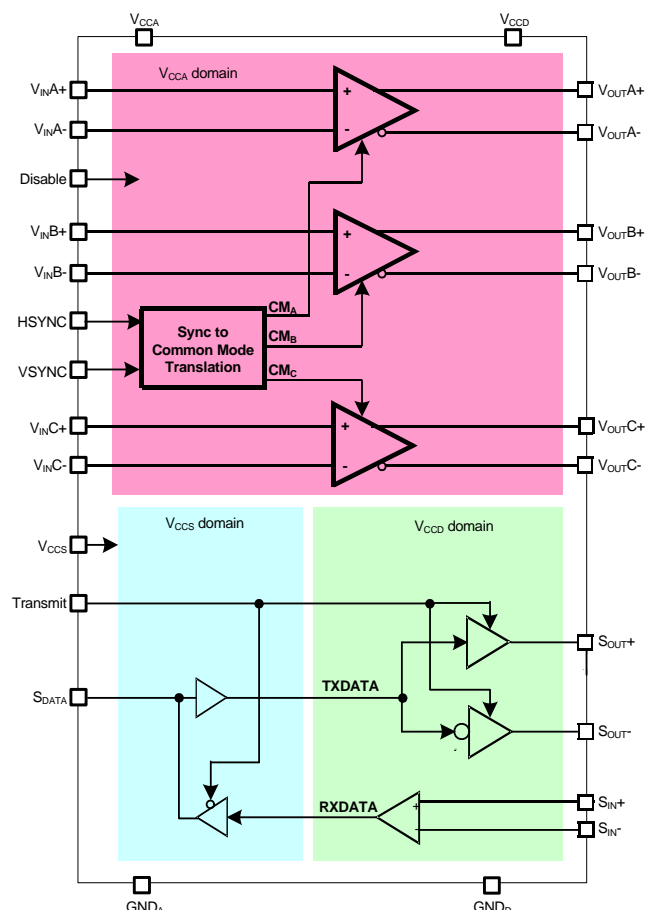 VCCA VCCD
VCCA domain
VINA+ + VOUTA+
VINA- - VOUTA-
Disable
VINB+ + VOUTB+
VINB- - VOUTB-
HSYNC
VSYNC
Sync to
Common Mode
Translation
CMA
CMB
CMC
VINC+ + - VOUTC+
VINC- - VOUTC-
VCCS domain VCCD domain
VCCS
Transmit
SOUT+
SDATA TXDATA
SOUT-
RXDATA + SIN+
- SIN-
GNDA GNDD